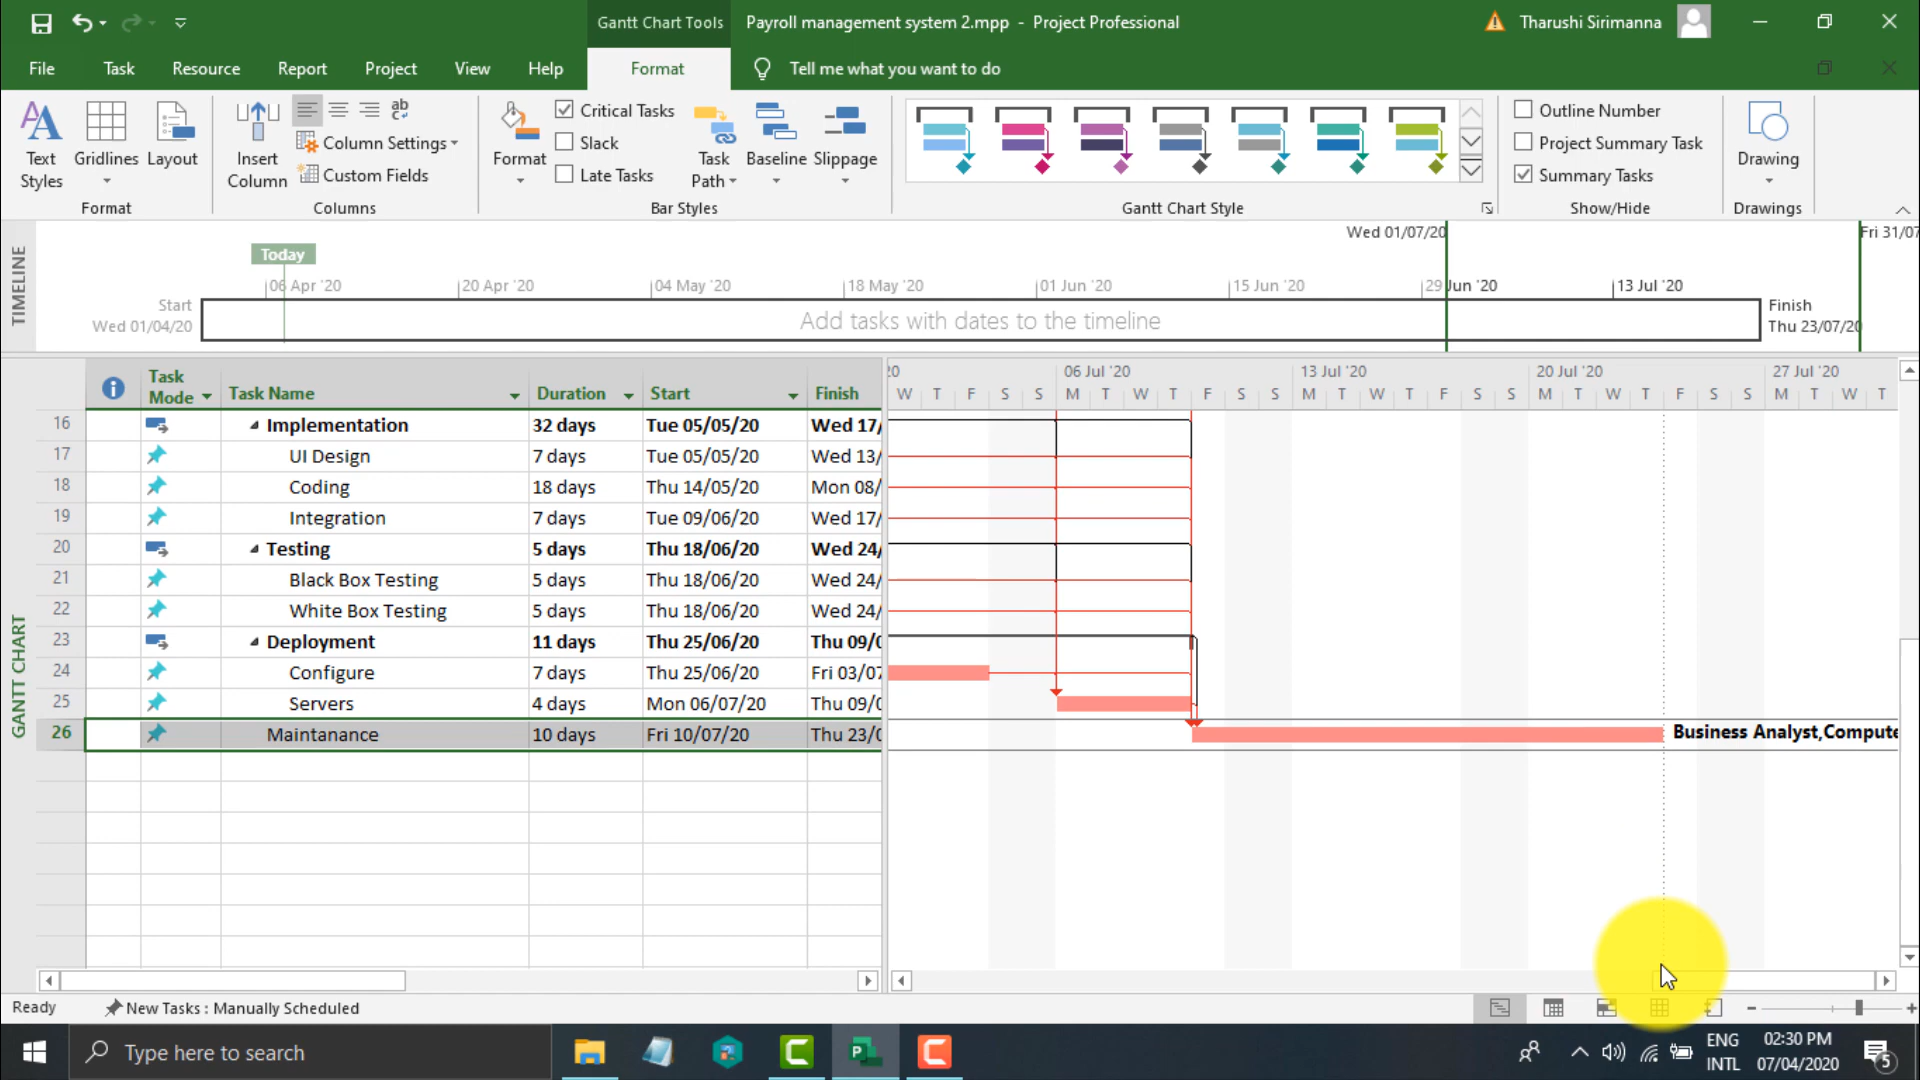 Gantt Chart Tools
Payroll management system 2.mpp - Project Professional
Tharushi Sirimanna
File Task Resource Report Project View Help Format Tell me what you want to do
Text Styles
Gridlines
Layout
Format
Insert Column
Column Settings
Custom Fields
Columns
Format
Critical Tasks
Slack
Late Tasks
Task Path
Baseline
Slippage
Bar Styles
Gantt Chart Style
Outline Number
Project Summary Task
Summary Tasks
Show/Hide
Drawing
Drawings
TIMELINE
Wed 01/07/20
Fri 31/07
Today
06 Apr '20 20 Apr '20 04 May '20 18 May '20 01 Jun '20 15 Jun '20 29 Jun '20 13 Jul '20
Start
Wed 01/04/20
Add tasks with dates to the timeline
Finish
Thu 23/07/20
GANTT CHART
Task Mode Task Name Duration Start Finish
20 06 Jul '20 13 Jul '20 20 Jul '20 27 Jul '20
W T F S S M T W T F S S M T W T F S S M T W T F S S M T W T
16 Implementation 32 days Tue 05/05/20 Wed 17/
17 UI Design 7 days Tue 05/05/20 Wed 13/
18 Coding 18 days Thu 14/05/20 Mon 08/
19 Integration 7 days Tue 09/06/20 Wed 17/
20 Testing 5 days Thu 18/06/20 Wed 24/
21 Black Box Testing 5 days Thu 18/06/20 Wed 24/
22 White Box Testing 5 days Thu 18/06/20 Wed 24/
23 Deployment 11 days Thu 25/06/20 Thu 09/0
24 Configure 7 days Thu 25/06/20 Fri 03/07
25 Servers 4 days Mon 06/07/20 Thu 09/0
26 Maintanance 10 days Fri 10/07/20 Thu 23/0
Business Analyst,Compute
Ready New Tasks : Manually Scheduled
Type here to search
ENG
INTL
02:30 PM
07/04/2020
5